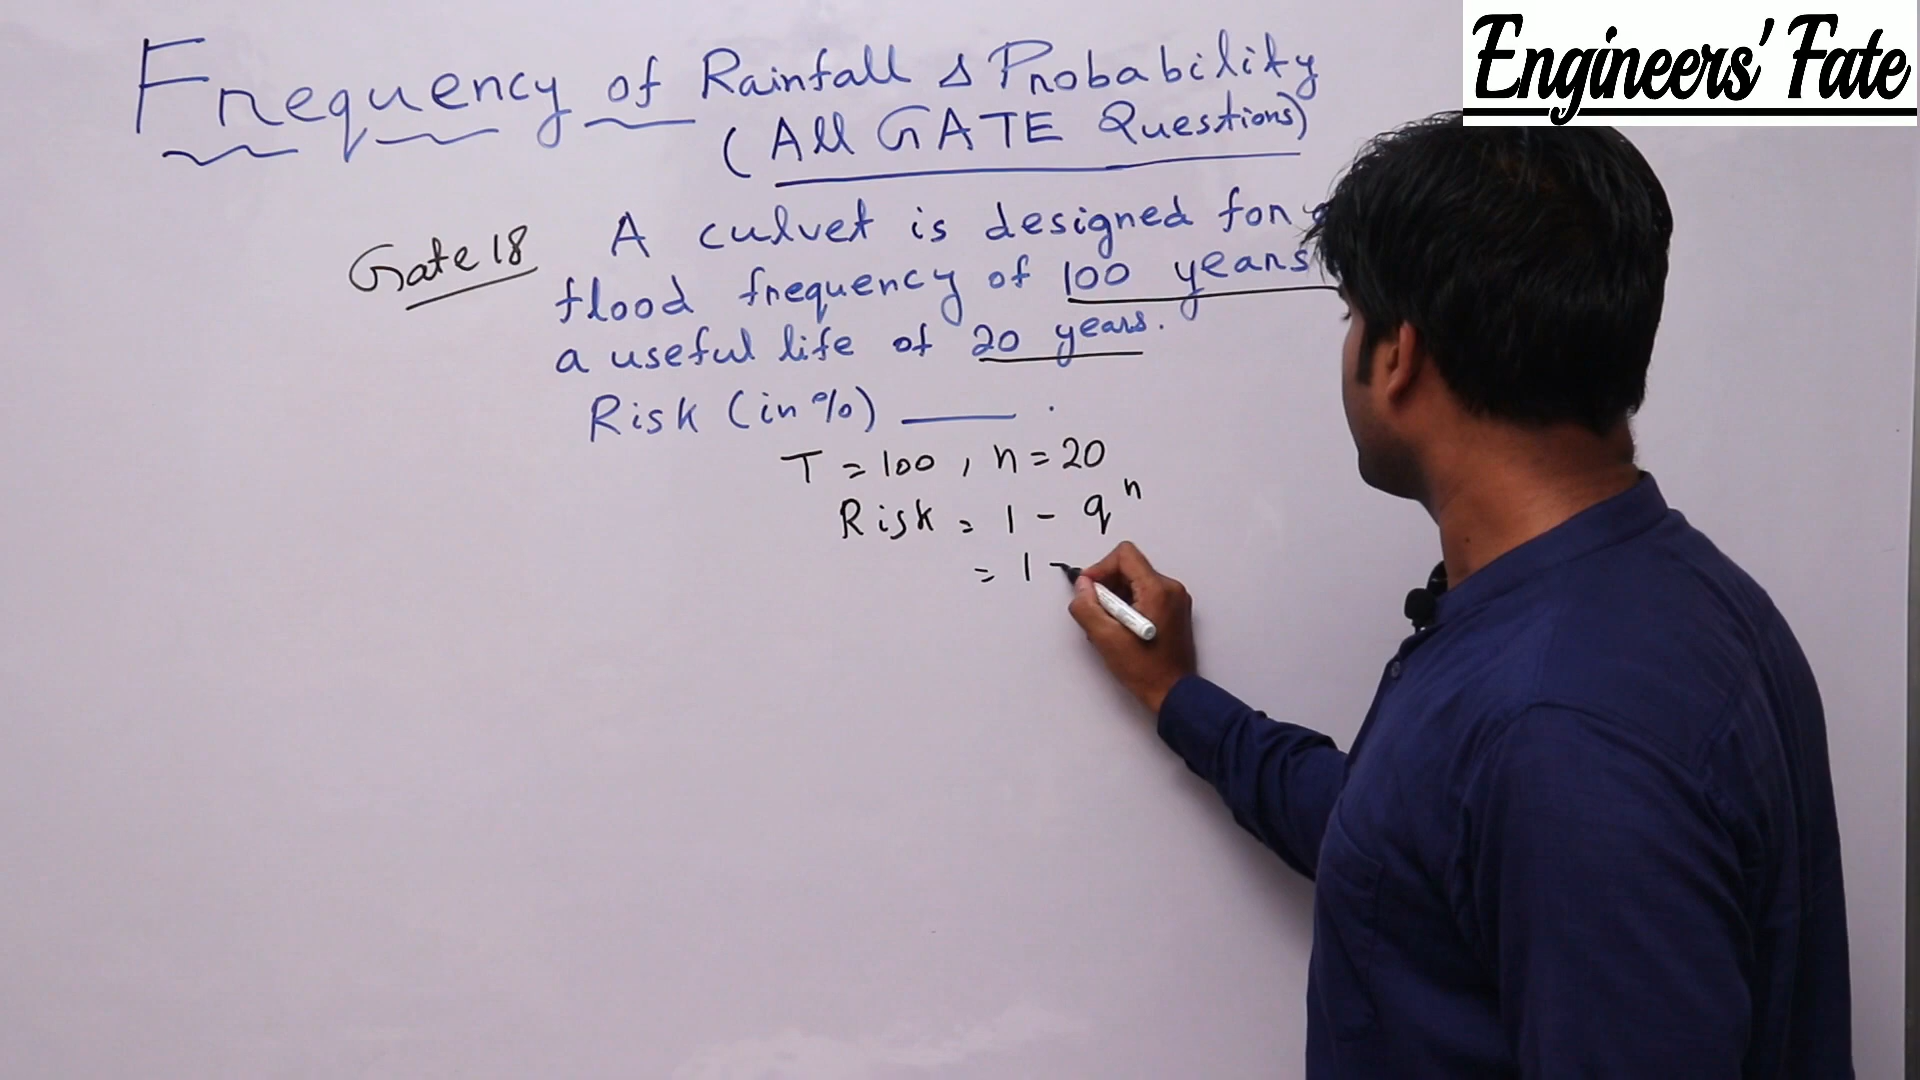 Engineers' Fate
Frequency of Rainfall & Probability
(All GATE Questions)
Gate 18
A culvet is designed for
flood frequency of 100 years
a useful life of 20 years.
Risk (in %) ____ .
T = 100, n = 20
Risk = 1 - q^n
= 1 -